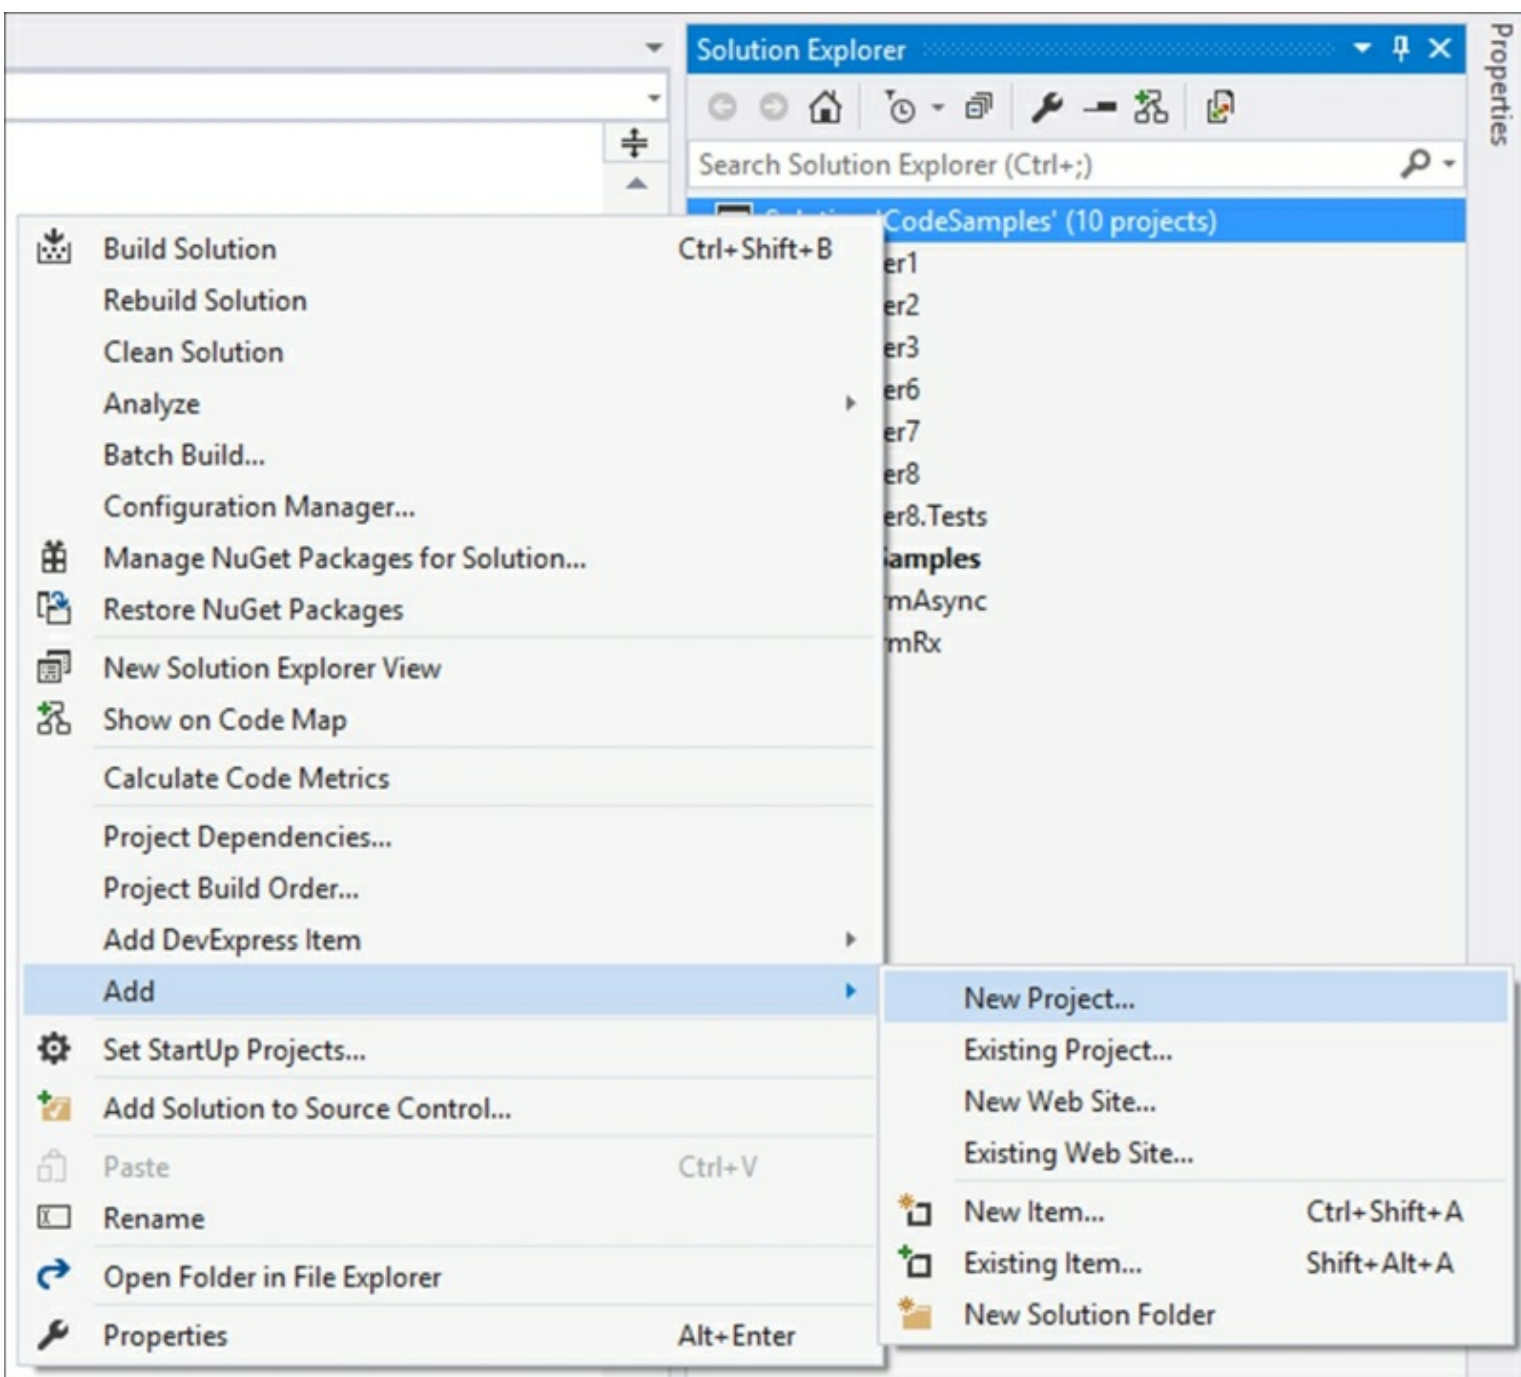 Solution Explorer
Properties
Search Solution Explorer (Ctrl+;)
'CodeSamples' (10 projects)
er1
er2
er3
er6
er7
er8
er8.Tests
Samples
rmAsync
rmRx
Build Solution Ctrl+Shift+B
Rebuild Solution
Clean Solution
Analyze
Batch Build...
Configuration Manager...
Manage NuGet Packages for Solution...
Restore NuGet Packages
New Solution Explorer View
Show on Code Map
Calculate Code Metrics
Project Dependencies...
Project Build Order...
Add DevExpress Item
Add
Set StartUp Projects...
Add Solution to Source Control...
Paste Ctrl+V
Rename
Open Folder in File Explorer
Properties Alt+Enter
New Project...
Existing Project...
New Web Site...
Existing Web Site...
New Item... Ctrl+Shift+A
Existing Item... Shift+Alt+A
New Solution Folder